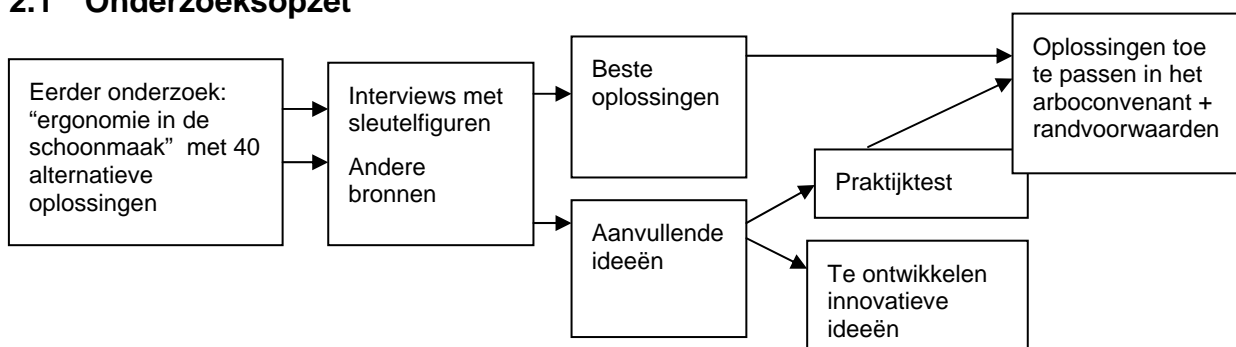 2.1 Onderzoeksopzet
Eerder onderzoek:
“ergonomie in de
schoonmaak” met 40
alternatieve
oplossingen
Interviews met
sleutelfiguren
Andere
bronnen
Beste
oplossingen
Aanvullende
ideeën
Praktijktest
Te ontwikkelen
innovatieve
ideeën
Oplossingen toe
te passen in het
arboconvenant +
randvoorwaarden